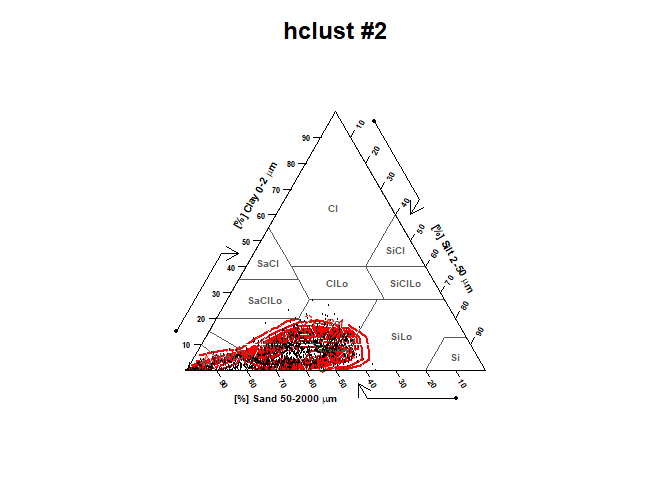 hclust #2
10
90
20
80
30
70
[%] Clay 0-2 μm
Cl
40
60
50
[%] Silt 2-50 μm
50
SiCl
60
SaCl
40
ClLo
SiClLo
70
30
SaClLo
80
20
SiLo
90
10
Si
90
80
70
60
50
40
30
20
10
[%] Sand 50-2000 μm